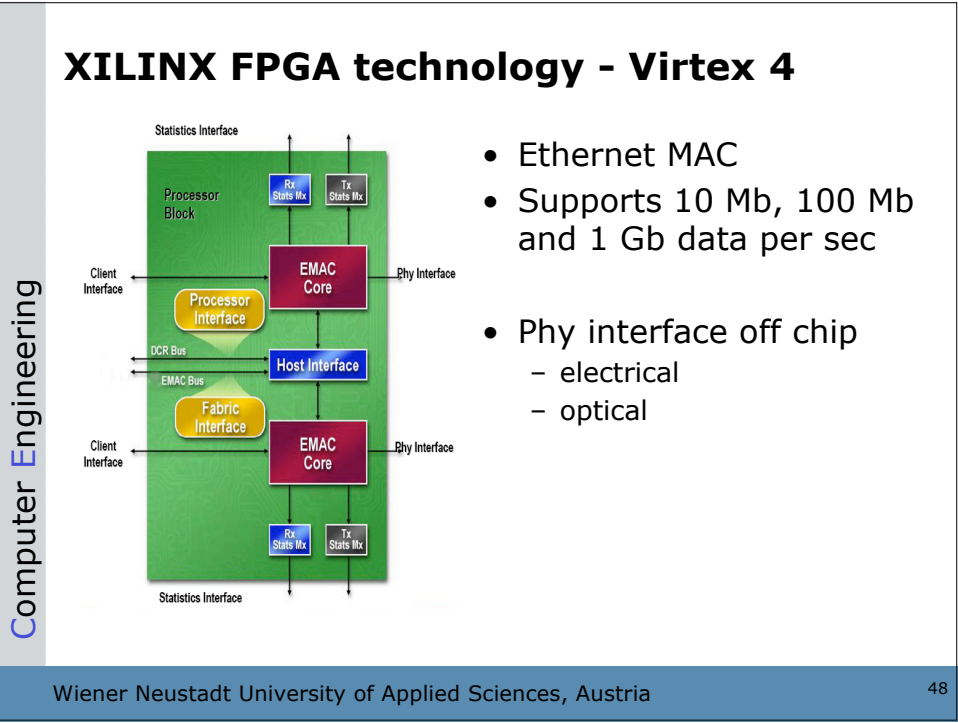 XILINX FPGA technology - Virtex 4
Statistics Interface
Processor
Block
Rx
Stats Mx
Tx
Stats Mx
Client
Interface
EMAC
Core
Phy Interface
Processor
Interface
DCR Bus
Host Interface
EMAC Bus
Fabric
Interface
Client
Interface
EMAC
Core
Phy Interface
Rx
Stats Mx
Tx
Stats Mx
Statistics Interface
• Ethernet MAC
• Supports 10 Mb, 100 Mb
and 1 Gb data per sec
• Phy interface off chip
– electrical
– optical
Computer Engineering
Wiener Neustadt University of Applied Sciences, Austria
48